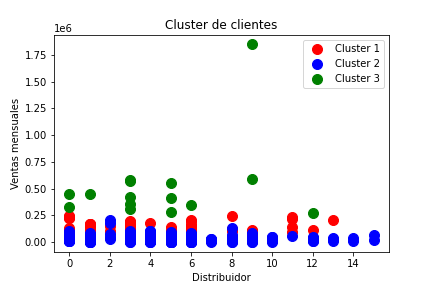 Cluster de clientes
1e6
Cluster 1
Cluster 2
Cluster 3
1.75
1.50
1.25
1.00
0.75
0.50
0.25
0.00
Ventas mensuales
0 2 4 6 8 10 12 14
Distribuidor